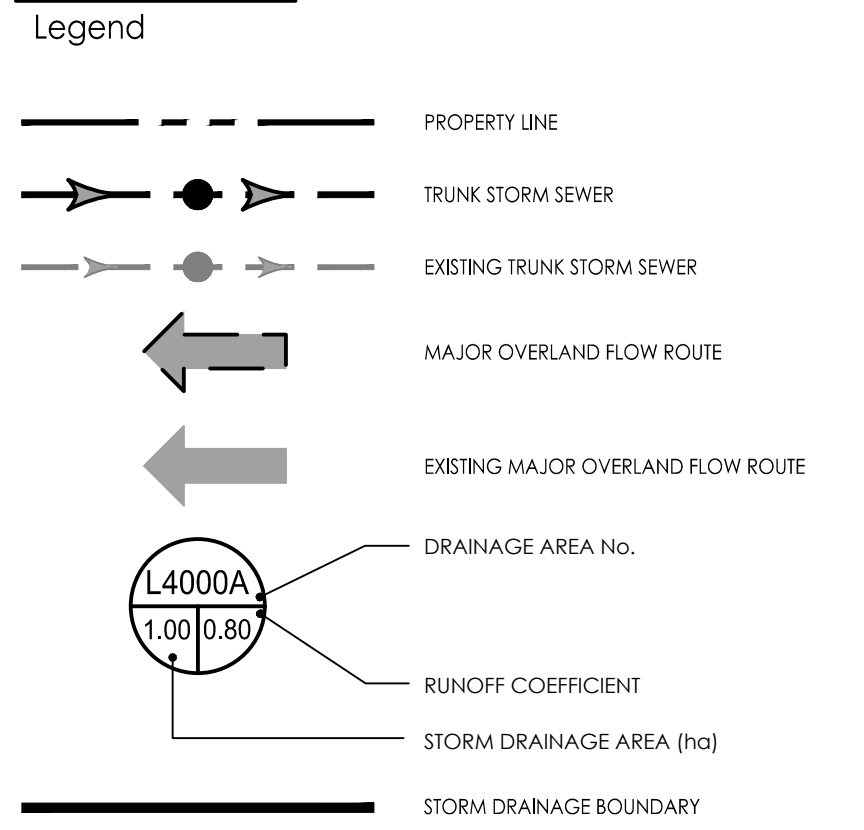 Legend
PROPERTY LINE
TRUNK STORM SEWER
EXISTING TRUNK STORM SEWER
MAJOR OVERLAND FLOW ROUTE
EXISTING MAJOR OVERLAND FLOW ROUTE
DRAINAGE AREA No.
L4000A
1.00 0.80
RUNOFF COEFFICIENT
STORM DRAINAGE AREA (ha)
STORM DRAINAGE BOUNDARY